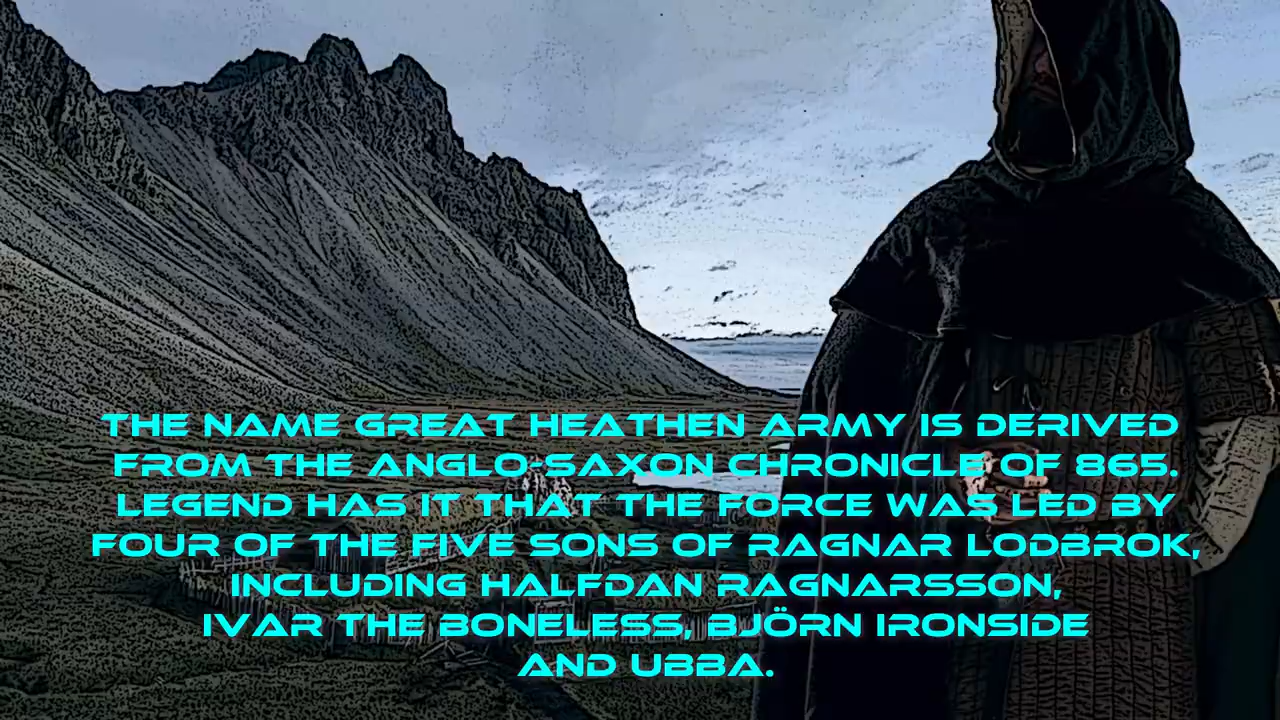 THE NAME GREAT HEATHEN ARMY IS DERIVED
FROM THE ANGLO-SAXON CHRONICLE OF 865.
LEGEND HAS IT THAT THE FORCE WAS LED BY
FOUR OF THE FIVE SONS OF RAGNAR LODBROK,
INCLUDING HALFDAN RAGNARSSON,
IVAR THE BONELESS, BJÖRN IRONSIDE
AND UBBA.